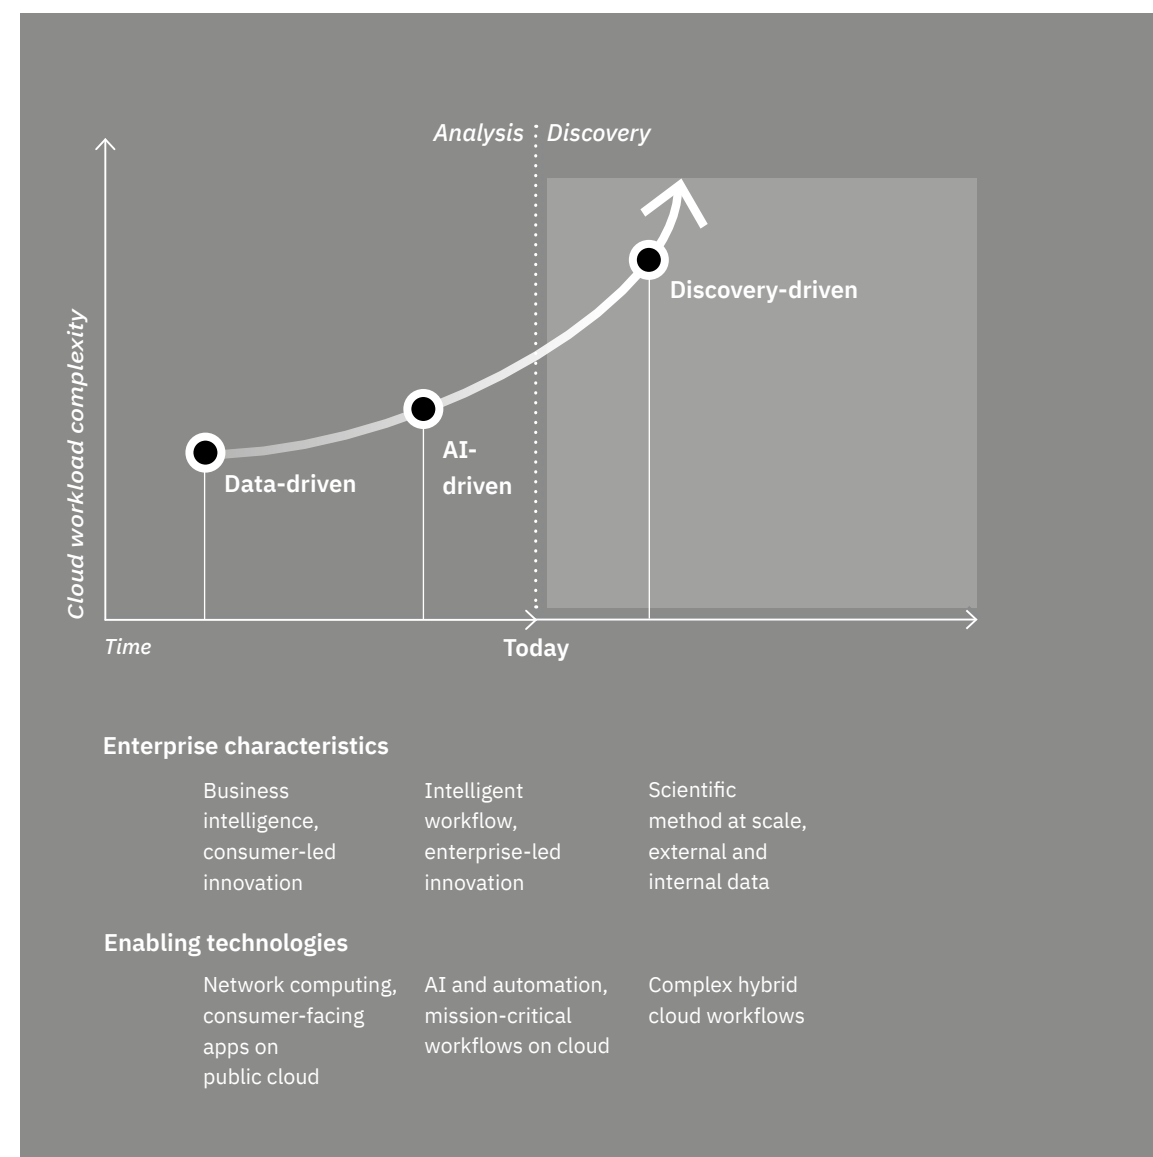 Analysis
Discovery
Cloud workload complexity
Discovery-driven
AI-
driven
Data-driven
Time
Today
Enterprise characteristics
Business
intelligence,
consumer-led
innovation
Intelligent
workflow,
enterprise-led
innovation
Scientific
method at scale,
external and
internal data
Enabling technologies
Network computing,
consumer-facing
apps on
public cloud
AI and automation,
mission-critical
workflows on cloud
Complex hybrid
cloud workflows